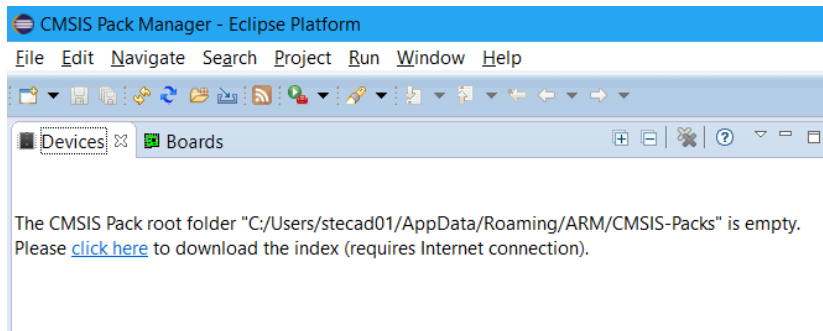 CMSIS Pack Manager - Eclipse Platform
File Edit Navigate Search Project Run Window Help
Devices Boards
The CMSIS Pack root folder "C:/Users/stecad01/AppData/Roaming/ARM/CMSIS-Packs" is empty.
Please click here to download the index (requires Internet connection).